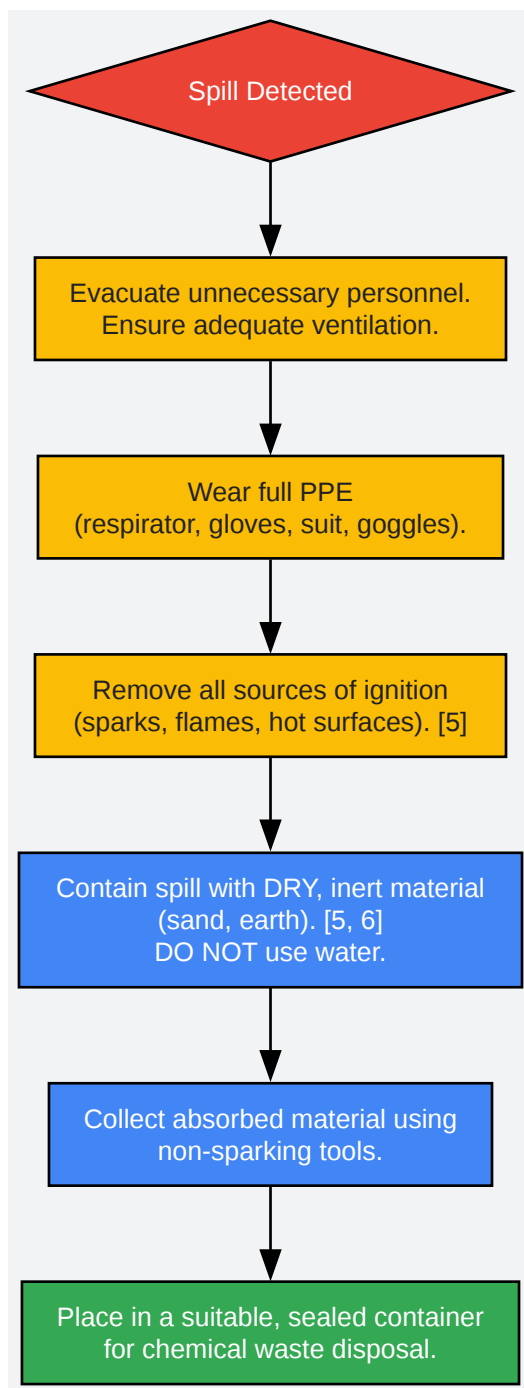 Spill Detected
Evacuate unnecessary personnel.
Ensure adequate ventilation.
Wear full PPE
(respirator, gloves, suit, goggles).
Remove all sources of ignition
(sparks, flames, hot surfaces). [5]
Contain spill with DRY, inert material
(sand, earth). [5, 6]
DO NOT use water.
Collect absorbed material using
non-sparking tools.
Place in a suitable, sealed container
for chemical waste disposal.